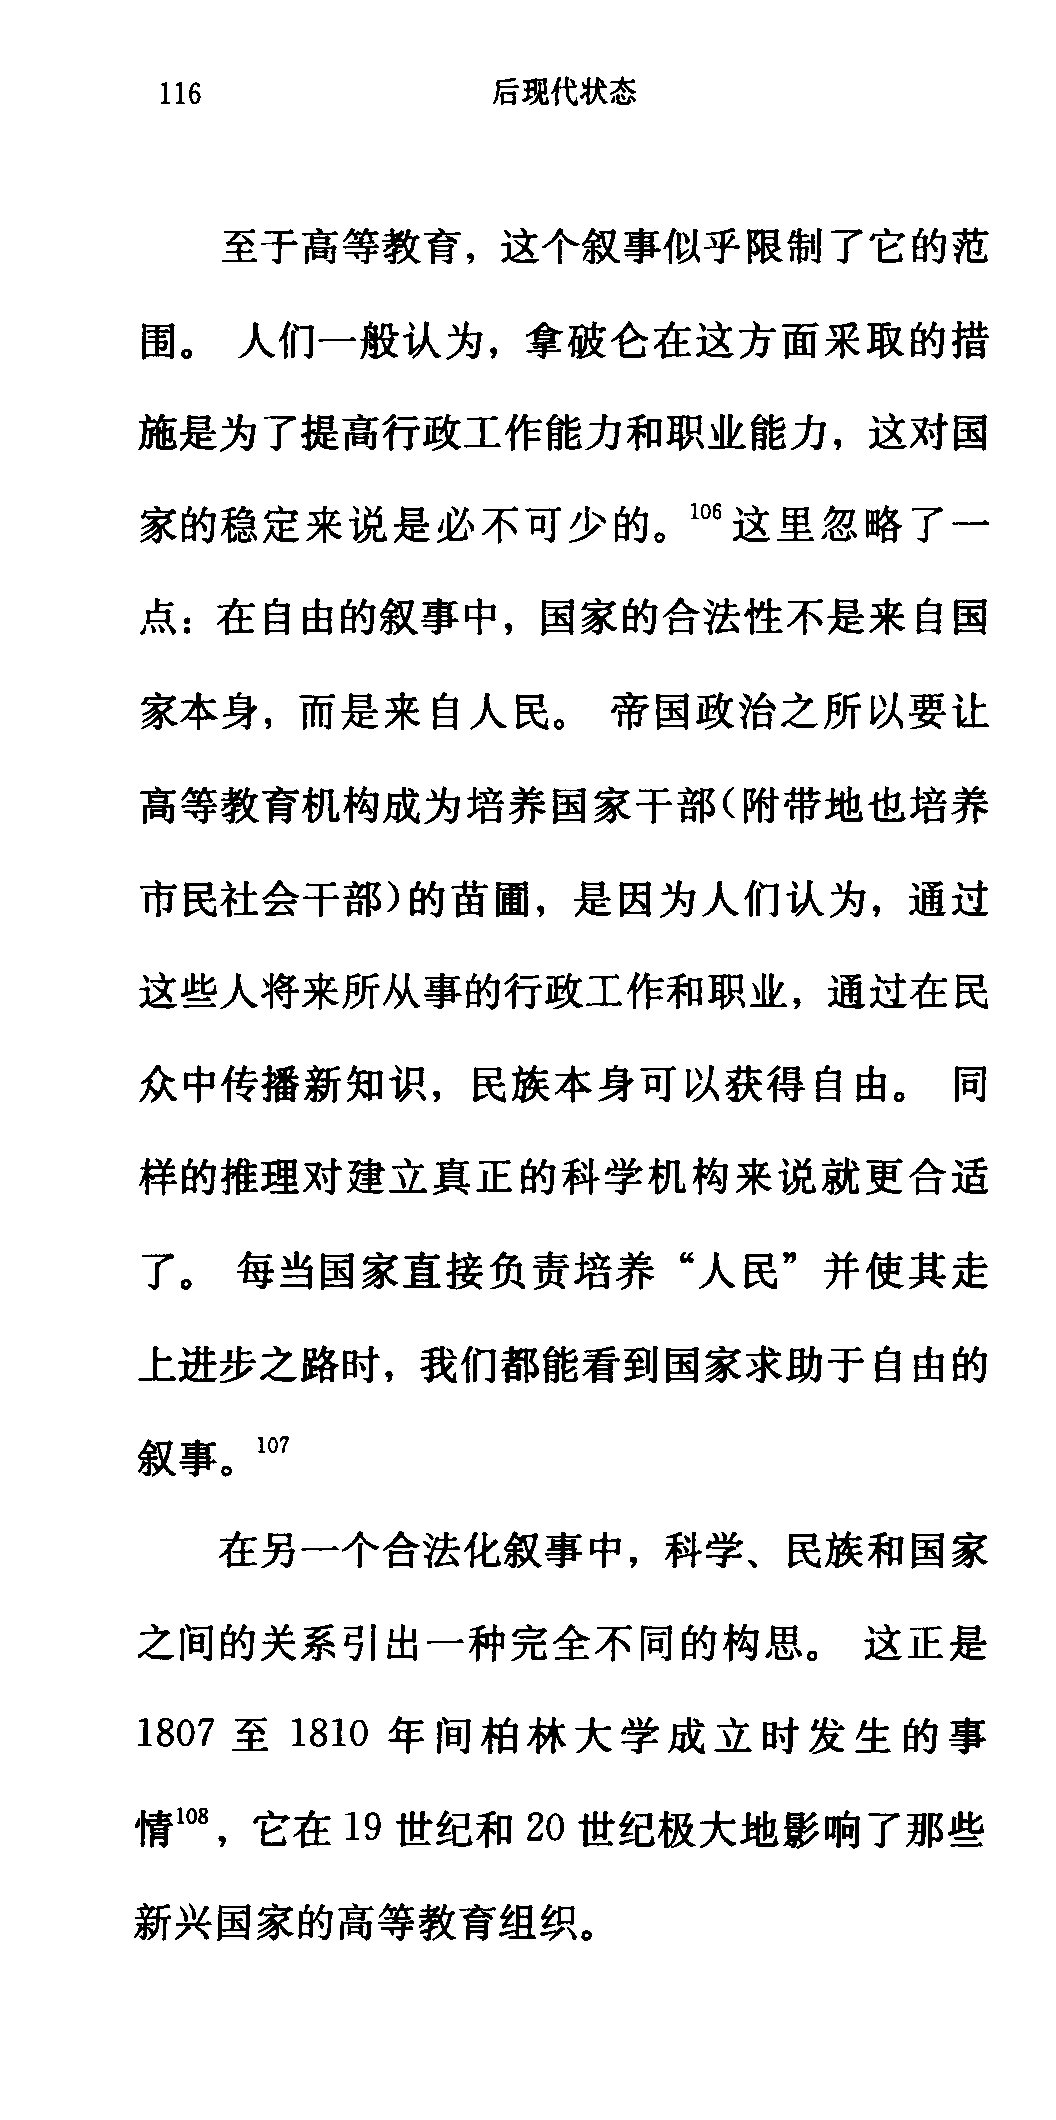 116 后现代状态
至于高等教育，这个叙事似乎限制了它的范
围。 人们一般认为，拿破仑在这方面采取的措
施是为了提高行政工作能力和职业能力，这对国
家的稳定来说是必不可少的。106 这里忽略了一
点：在自由的叙事中，国家的合法性不是来自国
家本身，而是来自人民。 帝国政治之所以要让
高等教育机构成为培养国家干部（附带地也培养
市民社会干部）的苗圃，是因为人们认为，通过
这些人将来所从事的行政工作和职业，通过在民
众中传播新知识，民族本身可以获得自由。 同
样的推理对建立真正的科学机构来说就更合适
了。 每当国家直接负责培养“人民”并使其走
上进步之路时，我们都能看到国家求助于自由的
叙事。107
在另一个合法化叙事中，科学、民族和国家
之间的关系引出一种完全不同的构思。 这正是
1807 至 1810 年间柏林大学成立时发生的事
情108，它在 19 世纪和 20 世纪极大地影响了那些
新兴国家的高等教育组织。